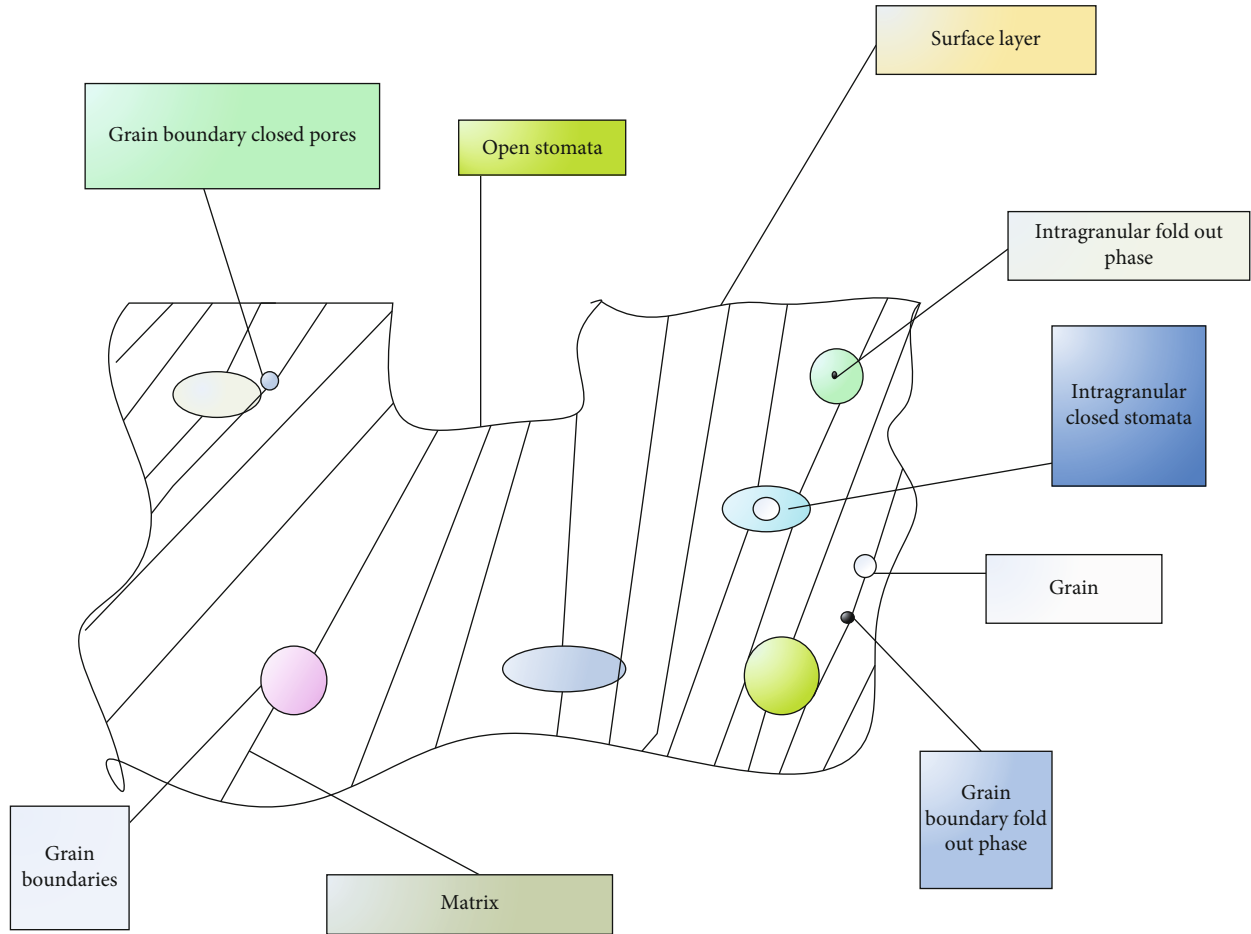 Surface layer
Grain boundary closed pores
Open stomata
Intragranular fold out
phase
Intragranular
closed stomata
Grain
Grain
boundary fold
out phase
Grain
boundaries
Matrix